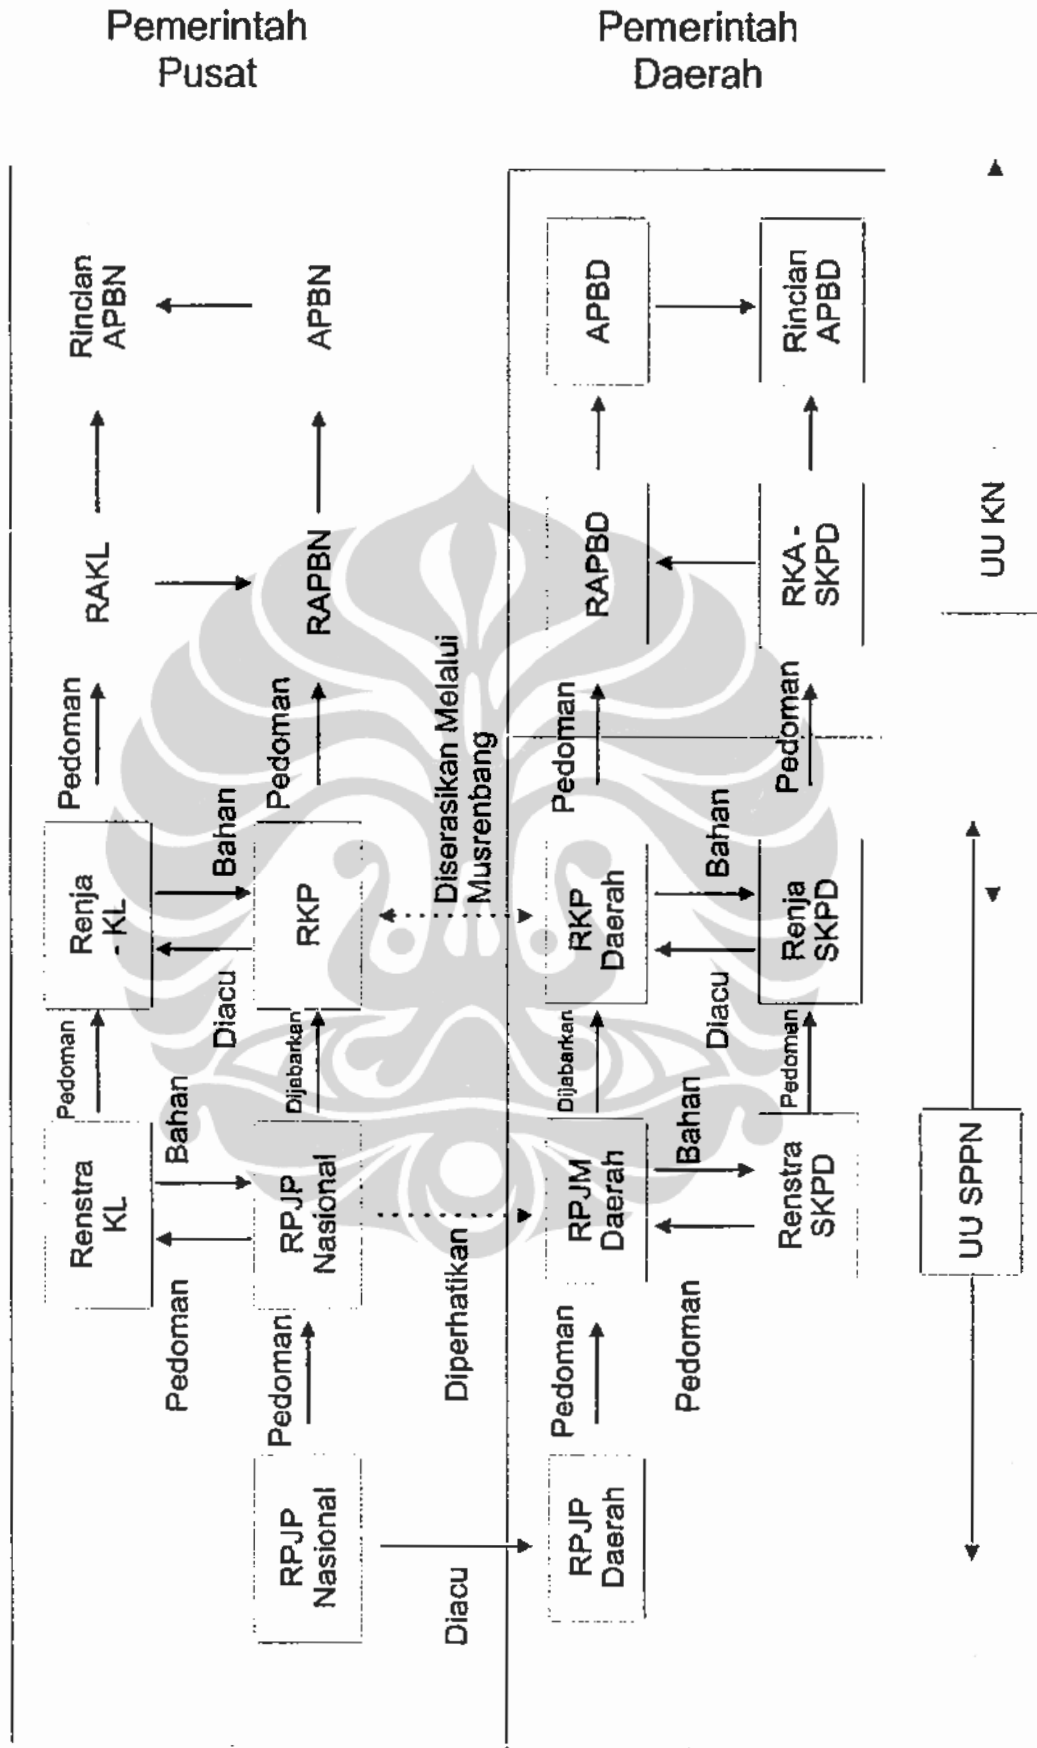 Pemerintah
Pusat
Pemerintah
Daerah
Rincian
APBN
APBN
APBD
Rincian
APBD
RAKL
RAPBN
RAPBD
RKA -
SKPD
UU KN
Pedoman
Pedoman
Diserasikan Melalui
Musrenbang
Pedoman
Pedoman
Renja
- KL
Bahan
RKP
RKP
Daerah
Bahan
Renja
SKPD
Diacu
Diacu
Pedoman
Dijabarkan
Dijabarkan
Pedoman
Renstra
KL
Bahan
RPJP
Nasional
RPJM
Daerah
Bahan
Renstra
SKPD
UU SPPN
Pedoman
Pedoman
Diperhatikan
Pedoman
Pedoman
RPJP
Nasional
Diacu
RPJP
Daerah